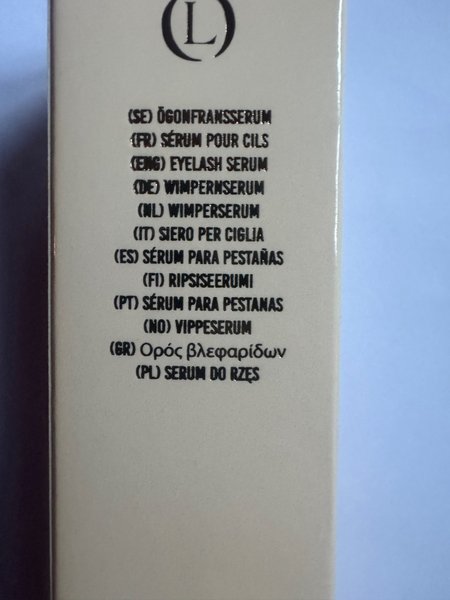 L
(SE) ÖGONFRANSSERUM
(FR) SÉRUM POUR CILS
(ENG) EYELASH SERUM
(DE) WIMPERNSERUM
(NL) WIMPERSERUM
(IT) SIERO PER CIGLIA
(ES) SÉRUM PARA PESTAÑAS
(FI) RIPSISEERUMI
(PT) SÉRUM PARA PESTANAS
(NO) VIPPESERUM
(GR) Ορός βλεφαρίδων
(PL) SERUM DO RZĘS